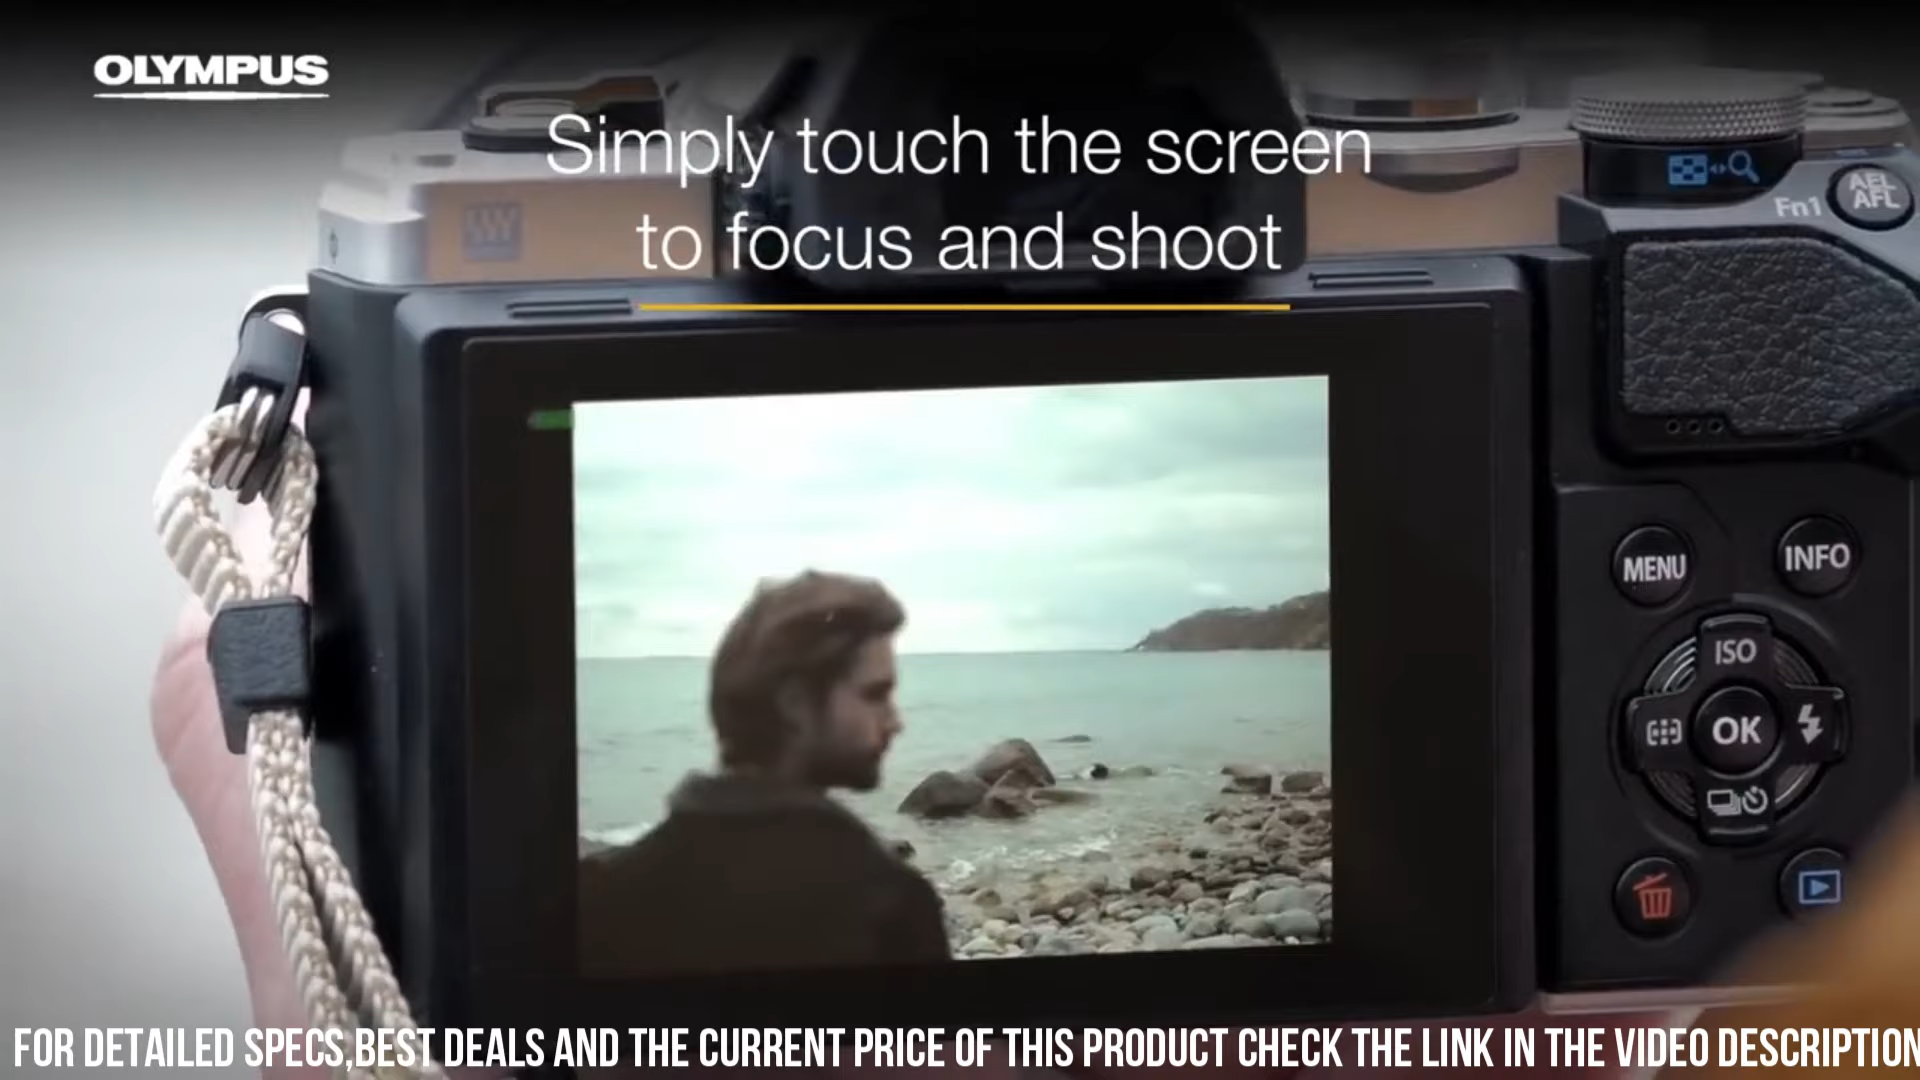 OLYMPUS
Simply touch the screen
to focus and shoot
Fn1
AEL
AFL
MENU
INFO
ISO
OK
FOR DETAILED SPECS,BEST DEALS AND THE CURRENT PRICE OF THIS PRODUCT CHECK THE LINK IN THE VIDEO DESCRIPTION